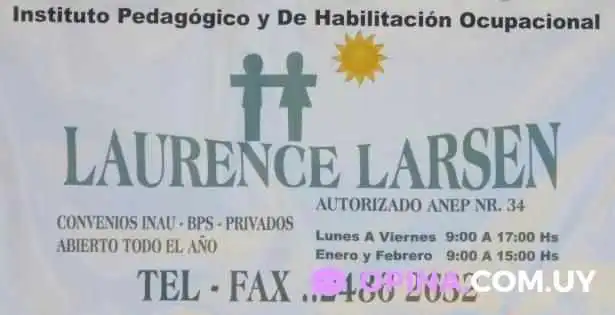 Instituto Pedagógico y De Habilitación Ocupacional
LAURENCE LARSEN
AUTORIZADO ANEP NR. 34
CONVENIOS INAU - BPS - PRIVADOS
ABIERTO TODO EL AÑO
Lunes A Viernes 9:00 A 17:00 Hs
Enero y Febrero 9:00 A 15:00 Hs
TEL - FAX
OPINA.COM.UY